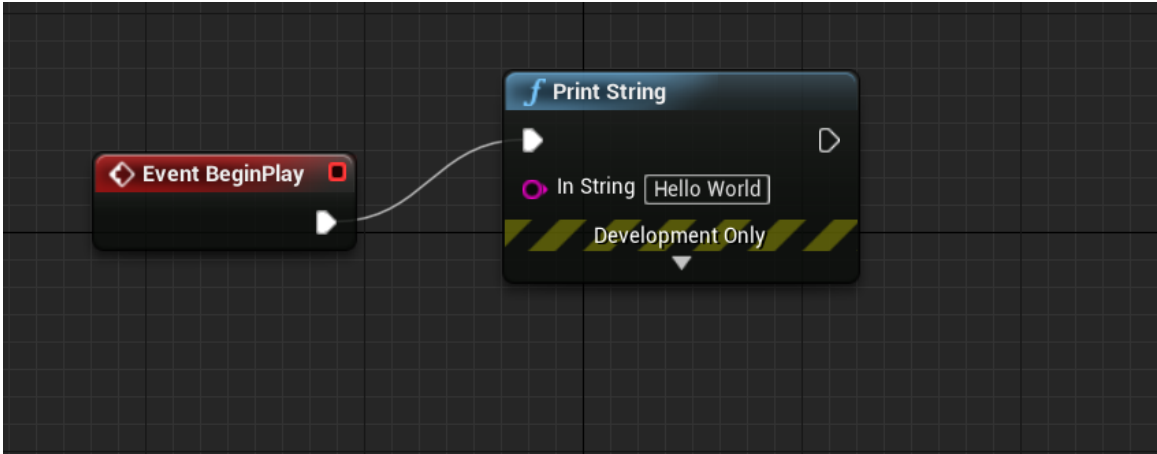 Event BeginPlay
Print String
In String Hello World
Development Only